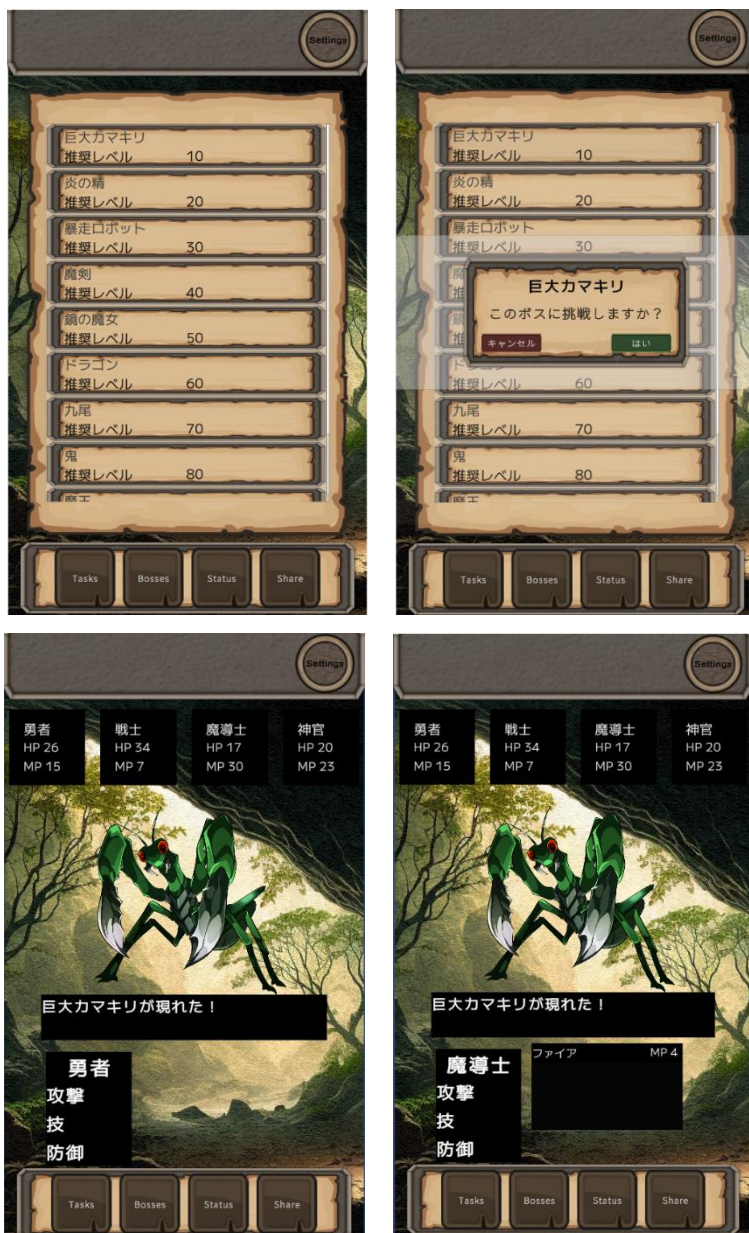 Settings
巨大カマキリ
推奨レベル 10
炎の精
推奨レベル 20
暴走ロボット
推奨レベル 30
魔剣
推奨レベル 40
鏡の魔女
推奨レベル 50
ドラゴン
推奨レベル 60
九尾
推奨レベル 70
鬼
推奨レベル 80
魔王
Tasks Bosses Status Share
Settings
巨大カマキリ
推奨レベル 10
炎の精
推奨レベル 20
暴走ロボット
推奨レベル 30
巨大カマキリ
このボスに挑戦しますか？
キャンセル はい
ドラゴン
60
九尾
推奨レベル 70
鬼
推奨レベル 80
魔王
Tasks Bosses Status Share
Settings
勇者 戦士 魔導士 神官
HP 26 HP 34 HP 17 HP 20
MP 15 MP 7 MP 30 MP 23
巨大カマキリが現れた！
勇者
攻撃
技
防御
Tasks Bosses Status Share
Settings
勇者 戦士 魔導士 神官
HP 26 HP 34 HP 17 HP 20
MP 15 MP 7 MP 30 MP 23
巨大カマキリが現れた！
魔導士
攻撃
技
防御
ファイア MP 4
Tasks Bosses Status Share